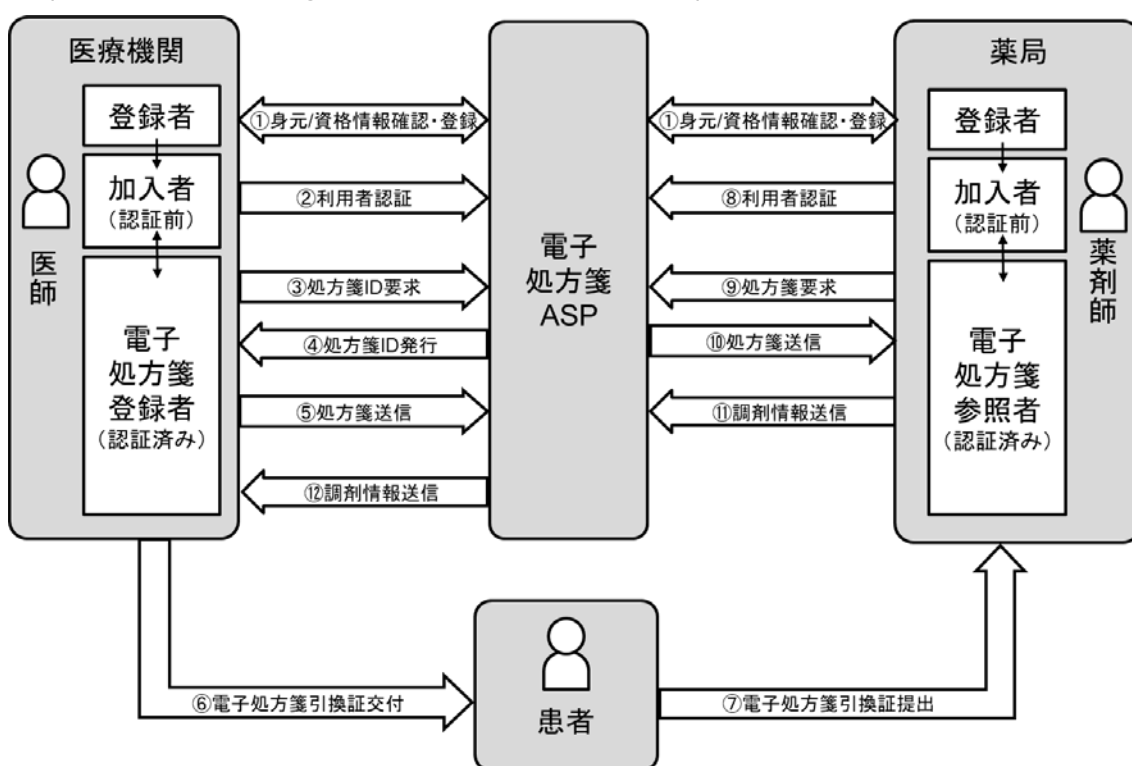 医療機関
登録者
加入者
(認証前)
医師
電子
処方箋
登録者
(認証済み)
①身元/資格情報確認・登録
②利用者認証
③処方箋ID要求
④処方箋ID発行
⑤処方箋送信
⑫調剤情報送信
電子
処方箋
ASP
①身元/資格情報確認・登録
⑧利用者認証
⑨処方箋要求
⑩処方箋送信
⑪調剤情報送信
薬局
登録者
加入者
(認証前)
薬剤師
電子
処方箋
参照者
(認証済み)
⑥電子処方箋引換証交付
患者
⑦電子処方箋引換証提出